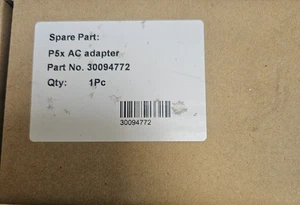 Spare Part:
P5x AC adapter
Part No. 30094772
Qty: 1Pc
30094772